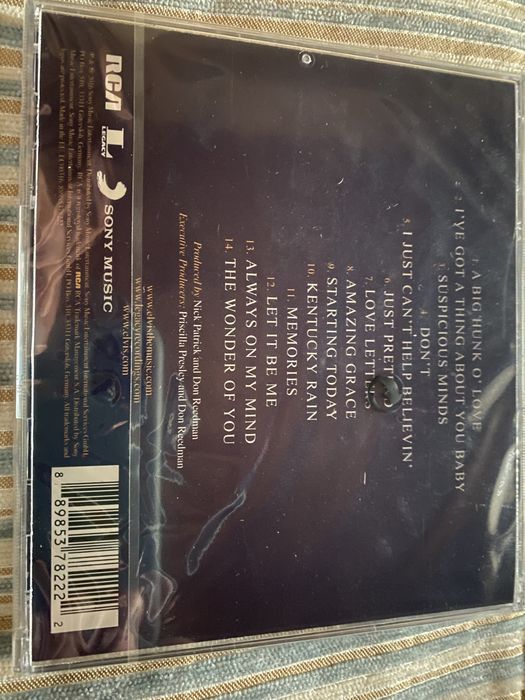 1. A BIG HUNK O' LOVE
2. I'VE GOT A THING ABOUT YOU BABY
3. SUSPICIOUS MINDS
4. DON'T
5. I JUST CAN'T HELP BELIEVIN'
6. JUST PRET
7. LOVE LETT
8. AMAZING GRACE
9. STARTING TODAY
10. KENTUCKY RAIN
11. MEMORIES
12. LET IT BE ME
13. ALWAYS ON MY MIND
14. THE WONDER OF YOU
Produced by Nick Patrick and Don Reedman
Executive Producers: Priscilla Presley and Don Reedman
www.elvisthemusic.com
www.legacyrecordings.com
www.elvis.com
RCA L LEGACY SONY MUSIC
8 89853 78222 2